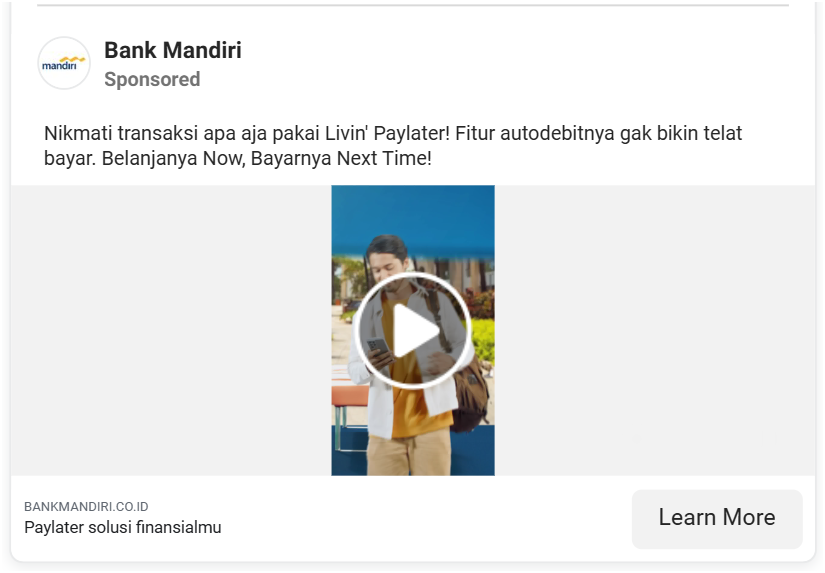 mandiri
Bank Mandiri
Sponsored
Nikmati transaksi apa aja pakai Livin' Paylater! Fitur autodebitnya gak bikin telat
bayar. Belanjanya Now, Bayarnya Next Time!
BANKMANDIRI.CO.ID
Paylater solusi finansialmu
Learn More